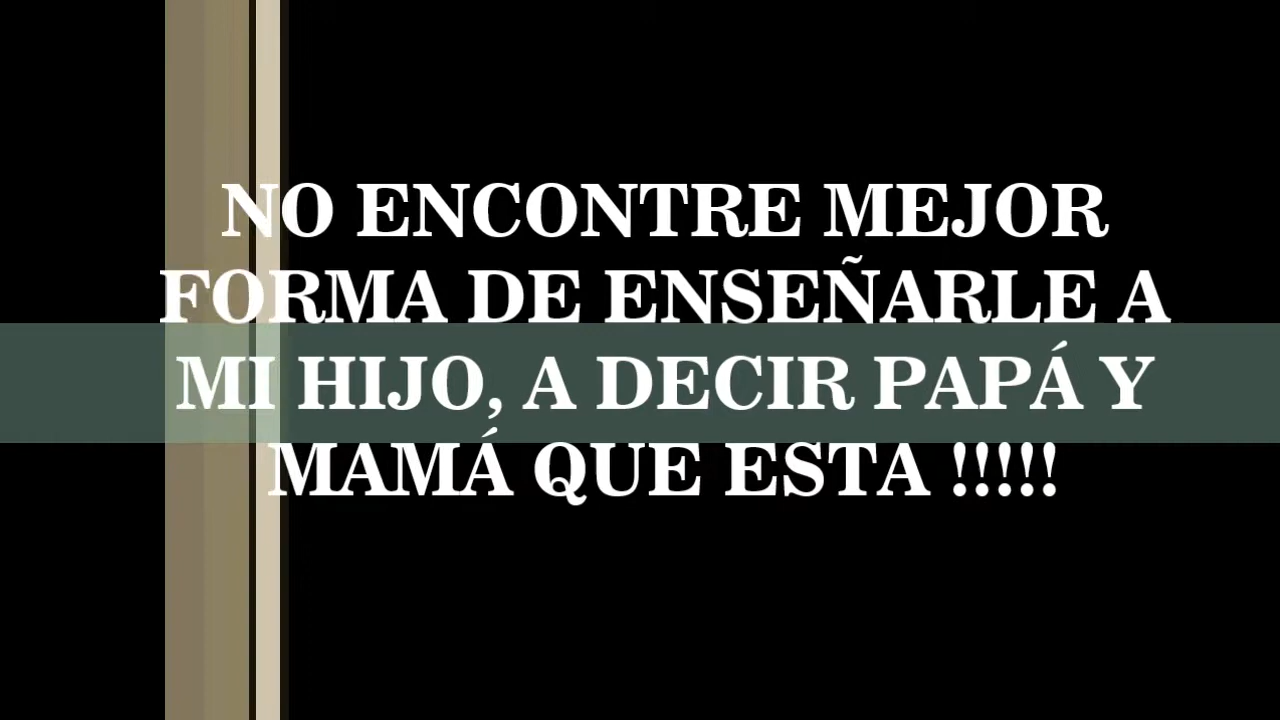 NO ENCONTRE MEJOR
FORMA DE ENSEÑARLE A
MI HIJO, A DECIR PAPÁ Y
MAMÁ QUE ESTA !!!!!